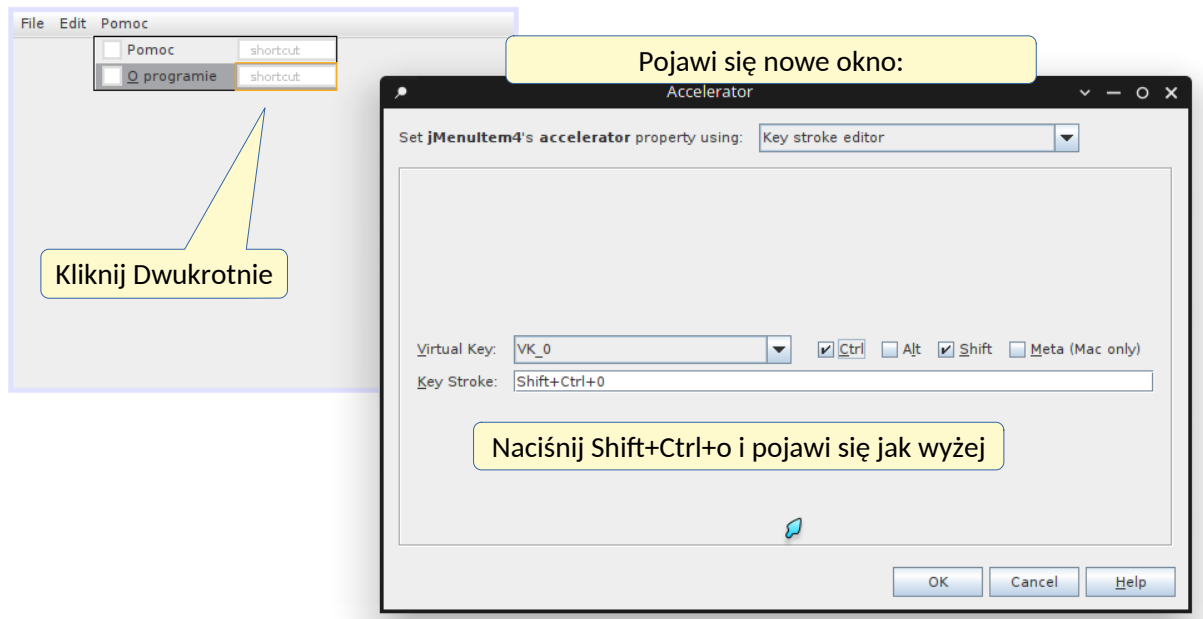 File Edit Pomoc
Pomoc shortcut
O programie shortcut
Kliknij Dwukrotnie
Pojawi się nowe okno:
Accelerator
Set jMenuItem4's accelerator property using: Key stroke editor
Virtual Key: VK_0 Ctrl Alt Shift Meta (Mac only)
Key Stroke: Shift+Ctrl+0
Naciśnij Shift+Ctrl+o i pojawi się jak wyżej
OK Cancel Help